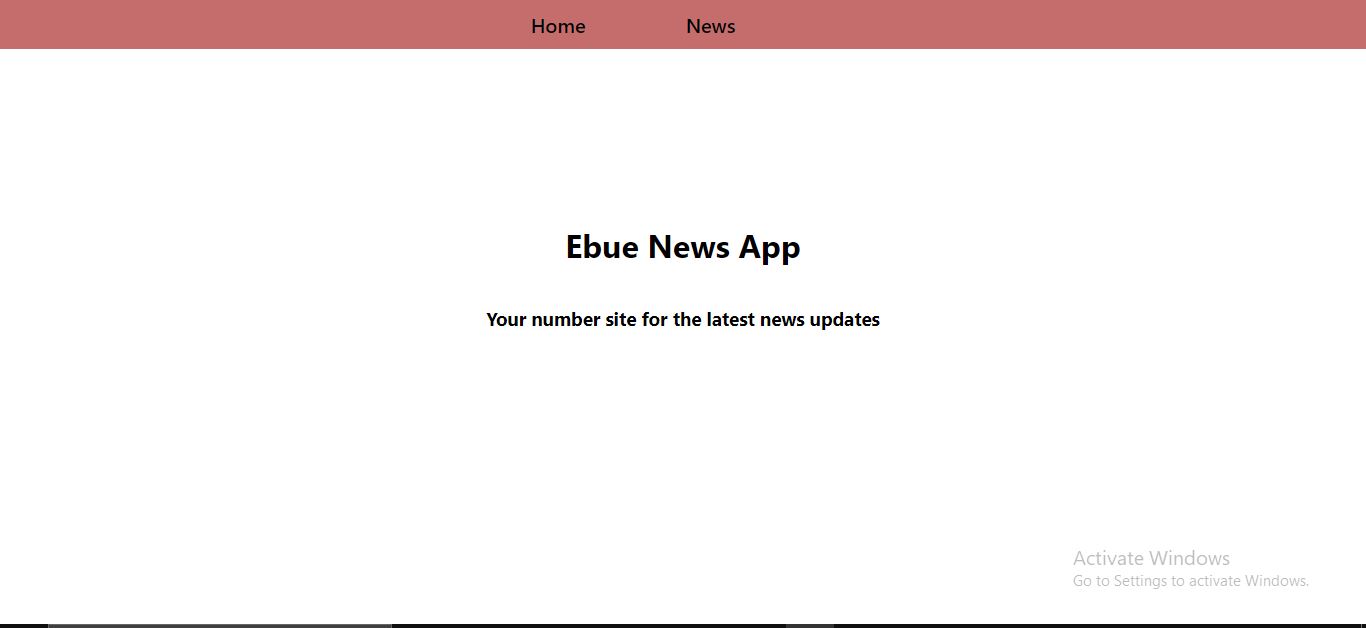 Home News
Ebue News App
Your number site for the latest news updates
Activate Windows
Go to Settings to activate Windows.